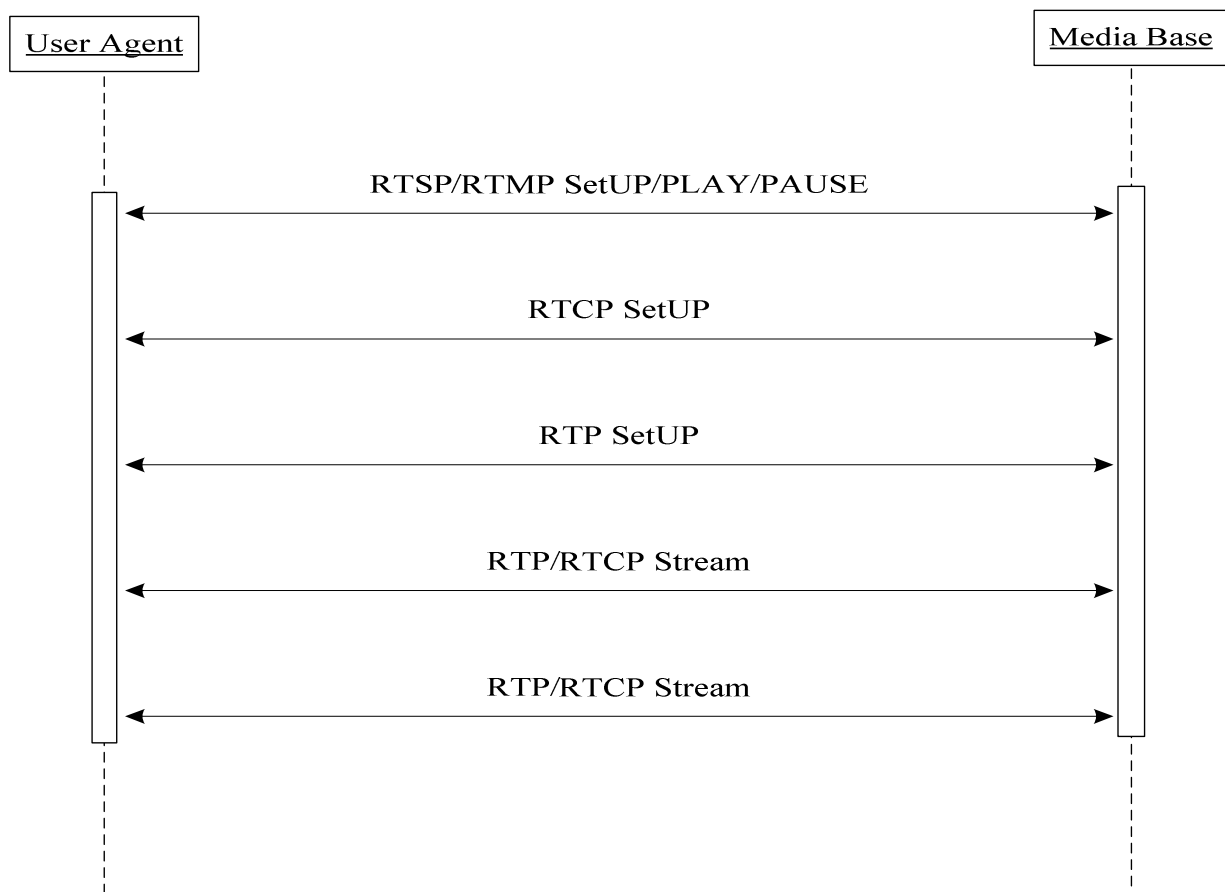 User Agent
Media Base
RTSP/RTMP SetUP/PLAY/PAUSE
RTCP SetUP
RTP SetUP
RTP/RTCP Stream
RTP/RTCP Stream